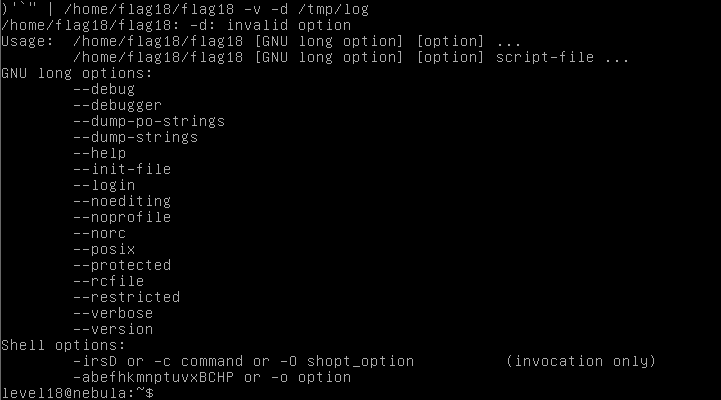 )'`" | /home/flag18/flag18 -v -d /tmp/log
/home/flag18/flag18: -d: invalid option
Usage:  /home/flag18/flag18 [GNU long option] [option] ...
        /home/flag18/flag18 [GNU long option] [option] script-file ...
GNU long options:
        --debug
        --debugger
        --dump-po-strings
        --dump-strings
        --help
        --init-file
        --login
        --noediting
        --noprofile
        --norc
        --posix
        --protected
        --rcfile
        --restricted
        --verbose
        --version
Shell options:
        -irsD or -c command or -O shopt_option          (invocation only)
        -abefhkmnptuvxBCHP or -o option
level18@nebula:~$